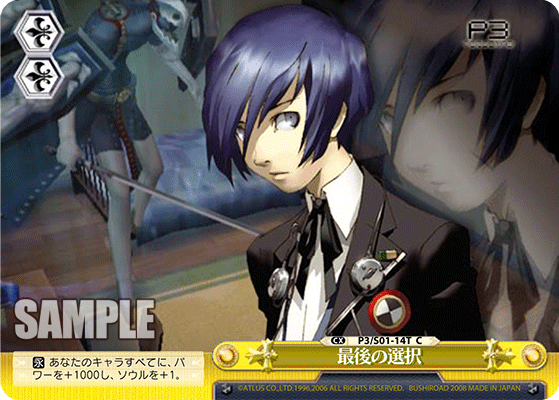 P3
SAMPLE
CX P3/S01-14T C
最後の選択
永 あなたのキャラすべてに、パ
ワーを+1000し、ソウルを+1。
©ATLUS CO.,LTD.1996,2006 ALL RIGHTS RESERVED. BUSHIROAD 2008 MADE IN JAPAN